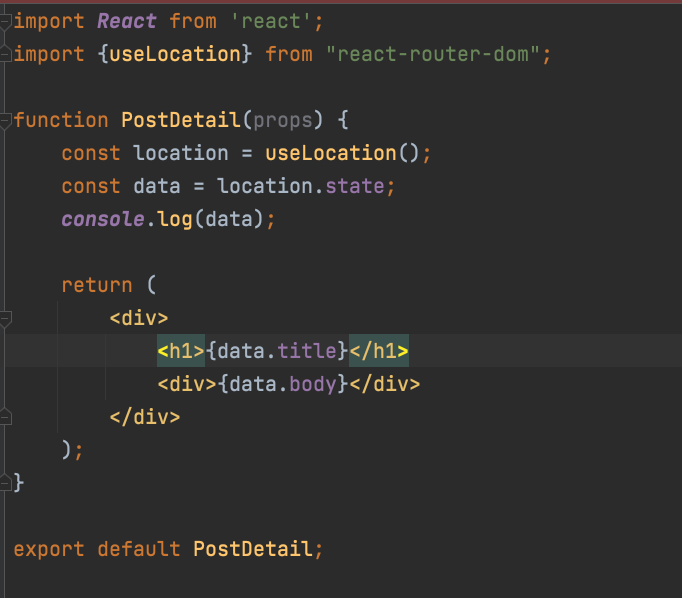 import React from 'react';
import {useLocation} from "react-router-dom";
function PostDetail(props) {
const location = useLocation();
const data = location.state;
console.log(data);
return (
<div>
<h1>{data.title}</h1>
<div>{data.body}</div>
</div>
);
}
export default PostDetail;